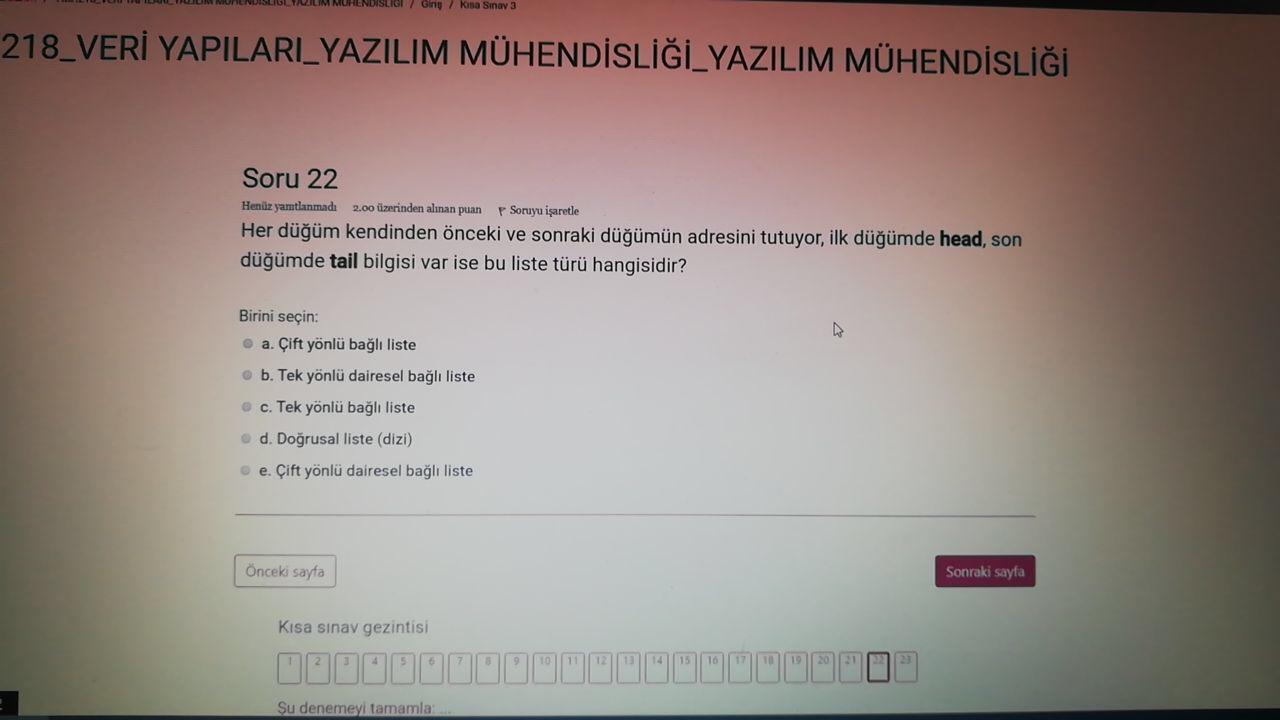 YAZILIM MÜHENDİSLİĞİ / Giriş / Kısa Sınav 3
218_VERİ YAPILARI_YAZILIM MÜHENDİSLİĞİ_YAZILIM MÜHENDİSLİĞİ
Soru 22
Henüz yanıtlanmadı 2.00 üzerinden alınan puan Soruyu işaretle
Her düğüm kendinden önceki ve sonraki düğümün adresini tutuyor, ilk düğümde head, son
düğümde tail bilgisi var ise bu liste türü hangisidir?
Birini seçin:
a. Çift yönlü bağlı liste
b. Tek yönlü dairesel bağlı liste
c. Tek yönlü bağlı liste
d. Doğrusal liste (dizi)
e. Çift yönlü dairesel bağlı liste
Önceki sayfa Sonraki sayfa
Kısa sınav gezintisi
1 2 3 4 5 6 7 8 9 10 11 12 13 14 15 16 17 18 19 20 21 22 23
Şu denemeyi tamamla: ...